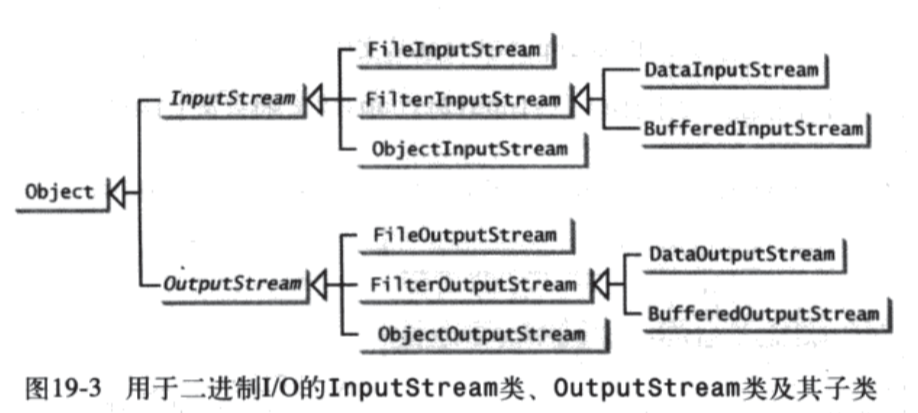 FileInputStream
DataInputStream
InputStream
FilterInputStream
BufferedInputStream
ObjectInputStream
Object
FileOutputStream
DataOutputStream
OutputStream
FilterOutputStream
BufferedOutputStream
ObjectOutputStream
图19-3 用于二进制I/O的InputStream类、OutputStream类及其子类